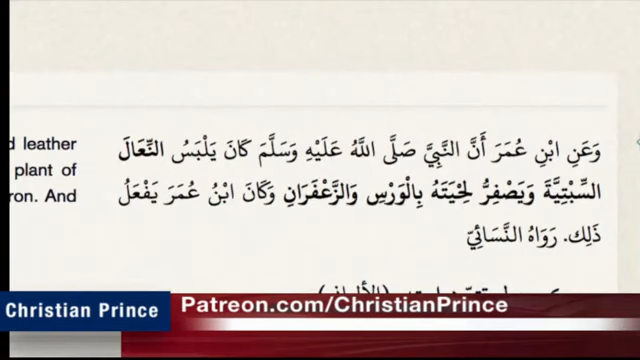 d leather
plant of
ron. And
وَعَنِ ابْنِ عُمَرَ أَنَّ النَّبِيَّ صَلَّى اللَّهُ عَلَيْهِ وَسَلَّمَ كَانَ يَلْبَسُ النِّعَالَ
السِّبْتِيَّةَ وَيَصْفِرُّ لِحْيَتَهُ بِالْوَرْسِ وَالزَّعْفَرَانِ وَكَانَ ابْنُ عُمَرَ يَفْعَلُ
ذَلِك. رَوَاهُ النَّسَائِيّ
Christian Prince
Patreon.com/ChristianPrince